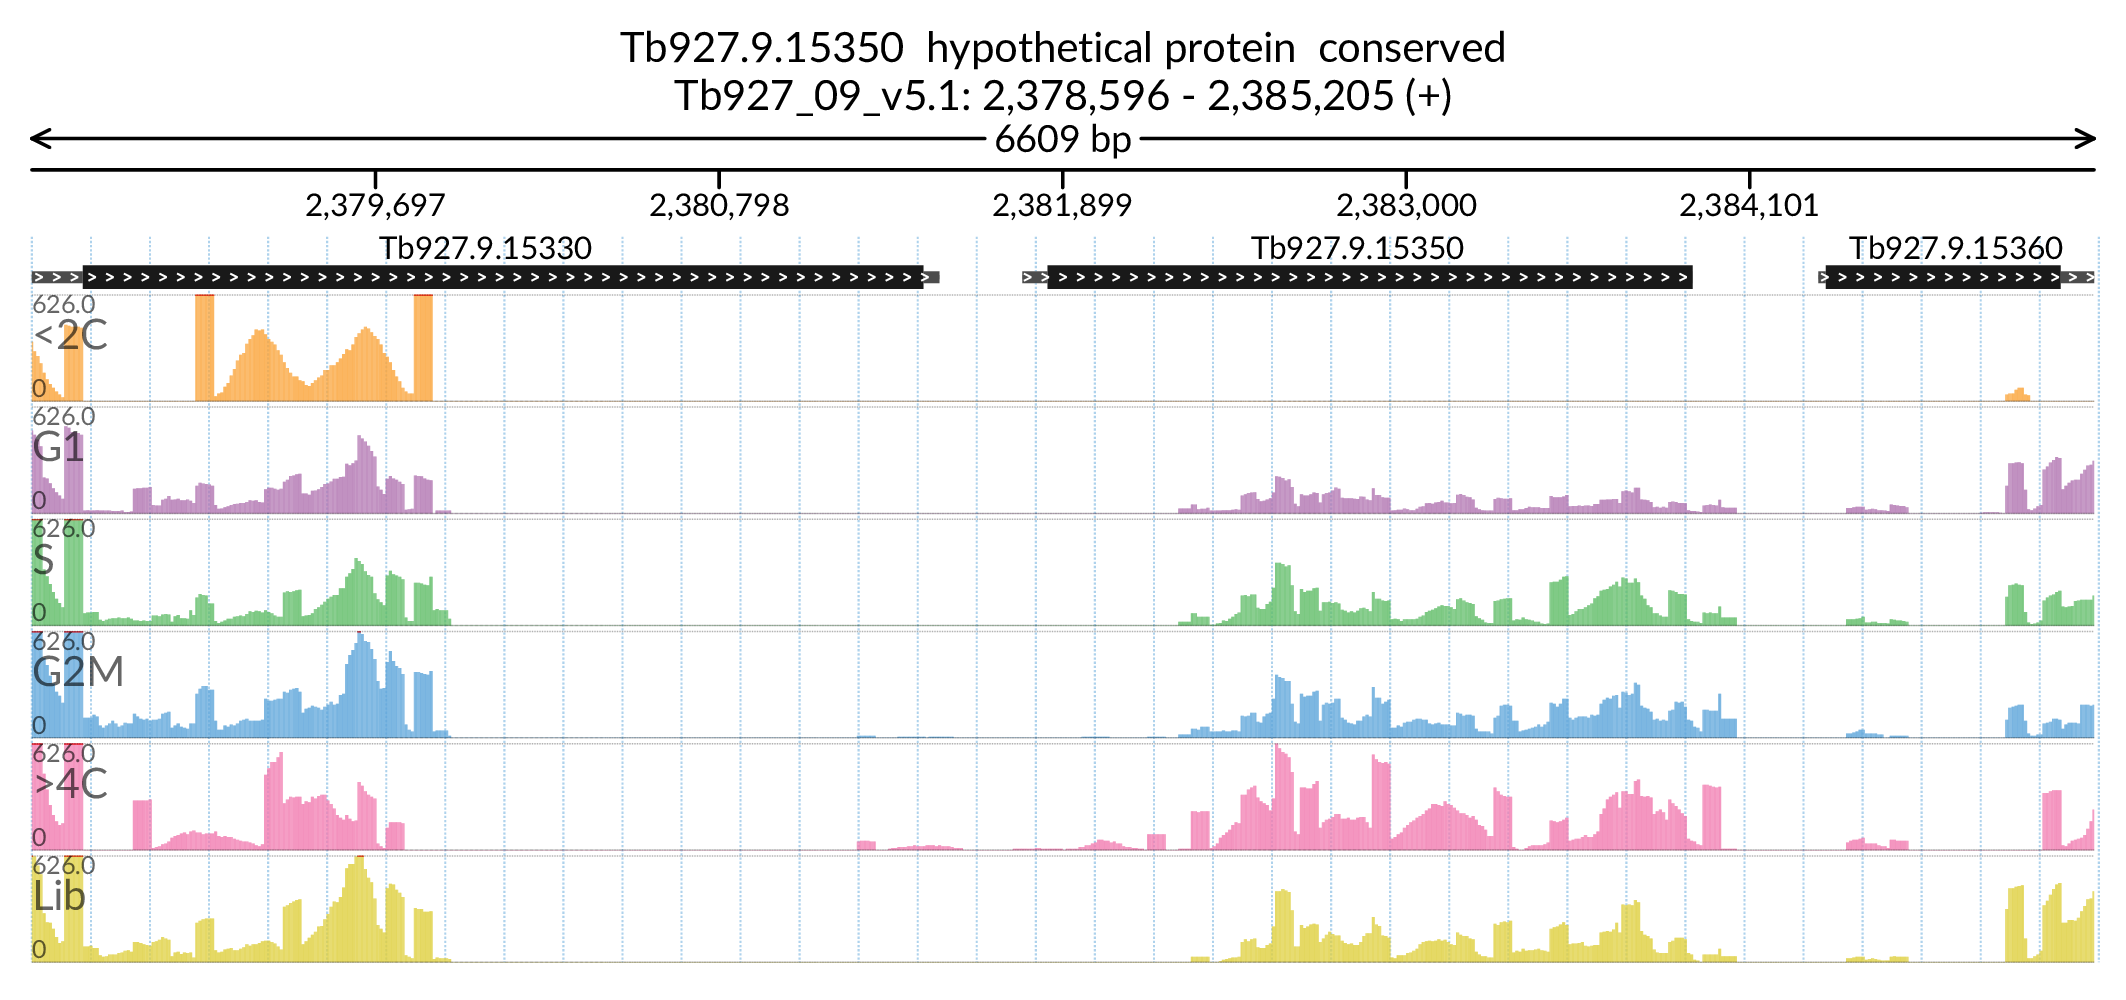 Tb927.9.15350 hypothetical protein conserved
Tb927_09_v5.1: 2,378,596 - 2,385,205 (+)
6609 bp
2,379,697 2,380,798 2,381,899 2,383,000 2,384,101
Tb927.9.15330 Tb927.9.15350 Tb927.9.15360
626.0
<2C
0
626.0
G1
0
626.0
S
0
626.0
G2M
0
626.0
>4C
0
626.0
Lib
0